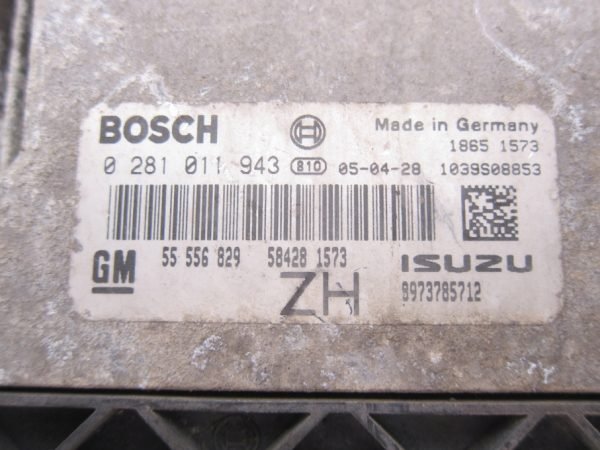 BOSCH Made in Germany
1865 1573
0 281 011 943 810 05-04-28 1039S08853
GM 55 556 829 58428 1573 ISUZU
ZH 8973785712